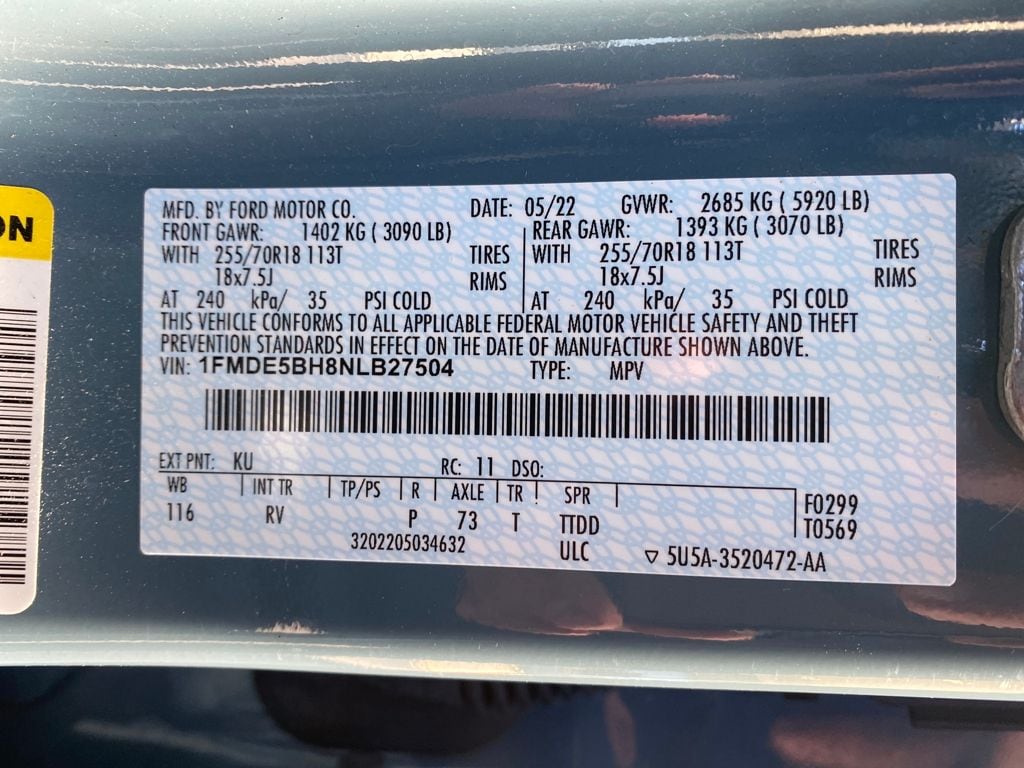 ON
MFD. BY FORD MOTOR CO. DATE: 05/22 GVWR: 2685 KG ( 5920 LB)
FRONT GAWR: 1402 KG ( 3090 LB) REAR GAWR: 1393 KG ( 3070 LB)
WITH 255/70R18 113T TIRES WITH 255/70R18 113T TIRES
18x7.5J RIMS 18x7.5J RIMS
AT 240 kPa/ 35 PSI COLD AT 240 kPa/ 35 PSI COLD
THIS VEHICLE CONFORMS TO ALL APPLICABLE FEDERAL MOTOR VEHICLE SAFETY AND THEFT
PREVENTION STANDARDS IN EFFECT ON THE DATE OF MANUFACTURE SHOWN ABOVE.
VIN: 1FMDE5BH8NLB27504 TYPE: MPV
EXT PNT: KU RC: 11 DSO:
WB INT TR TP/PS R AXLE TR SPR F0299
116 RV P 73 T TTDD T0569
3202205034632 ULC ▽ 5U5A-3520472-AA